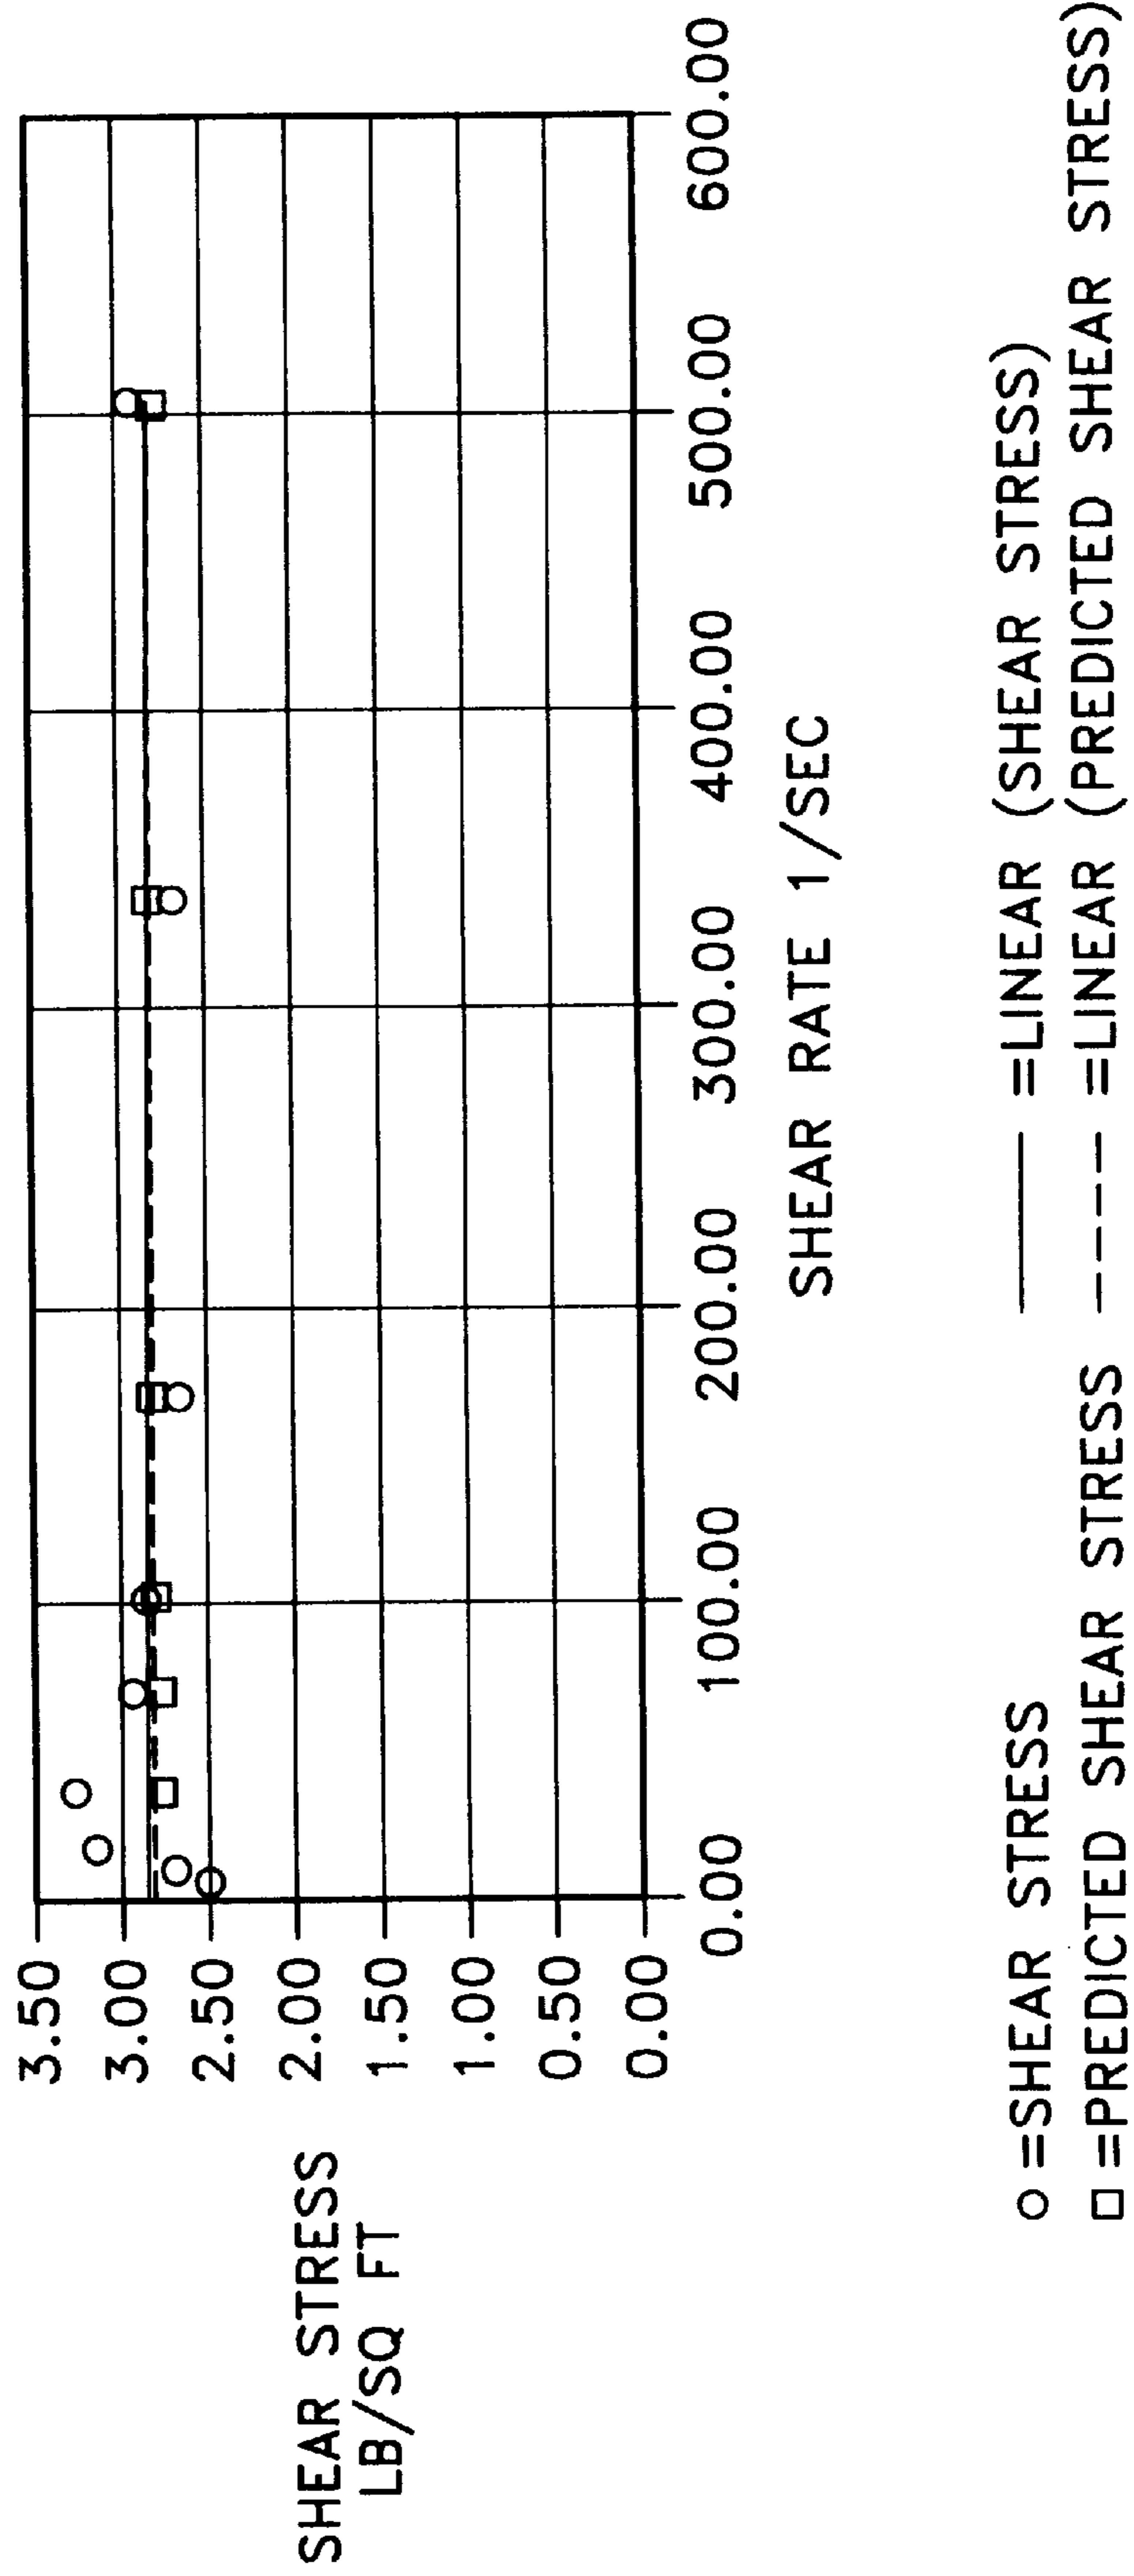 SHEAR STRESS
LB/SQ FT
3.50
3.00
2.50
2.00
1.50
1.00
0.50
0.00
0.00
100.00
200.00
300.00
400.00
500.00
600.00
SHEAR RATE 1/SEC
=SHEAR STRESS
=LINEAR (SHEAR STRESS)
=PREDICTED SHEAR STRESS
=LINEAR (PREDICTED SHEAR STRESS)